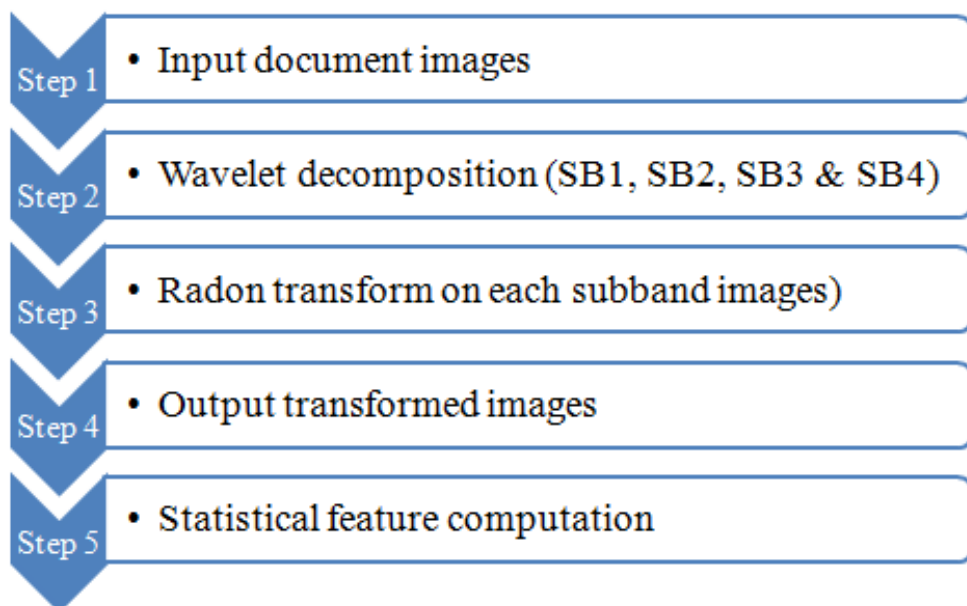 Step 1
• Input document images
Step 2
• Wavelet decomposition (SB1, SB2, SB3 & SB4)
Step 3
• Radon transform on each subband images)
Step 4
• Output transformed images
Step 5
• Statistical feature computation